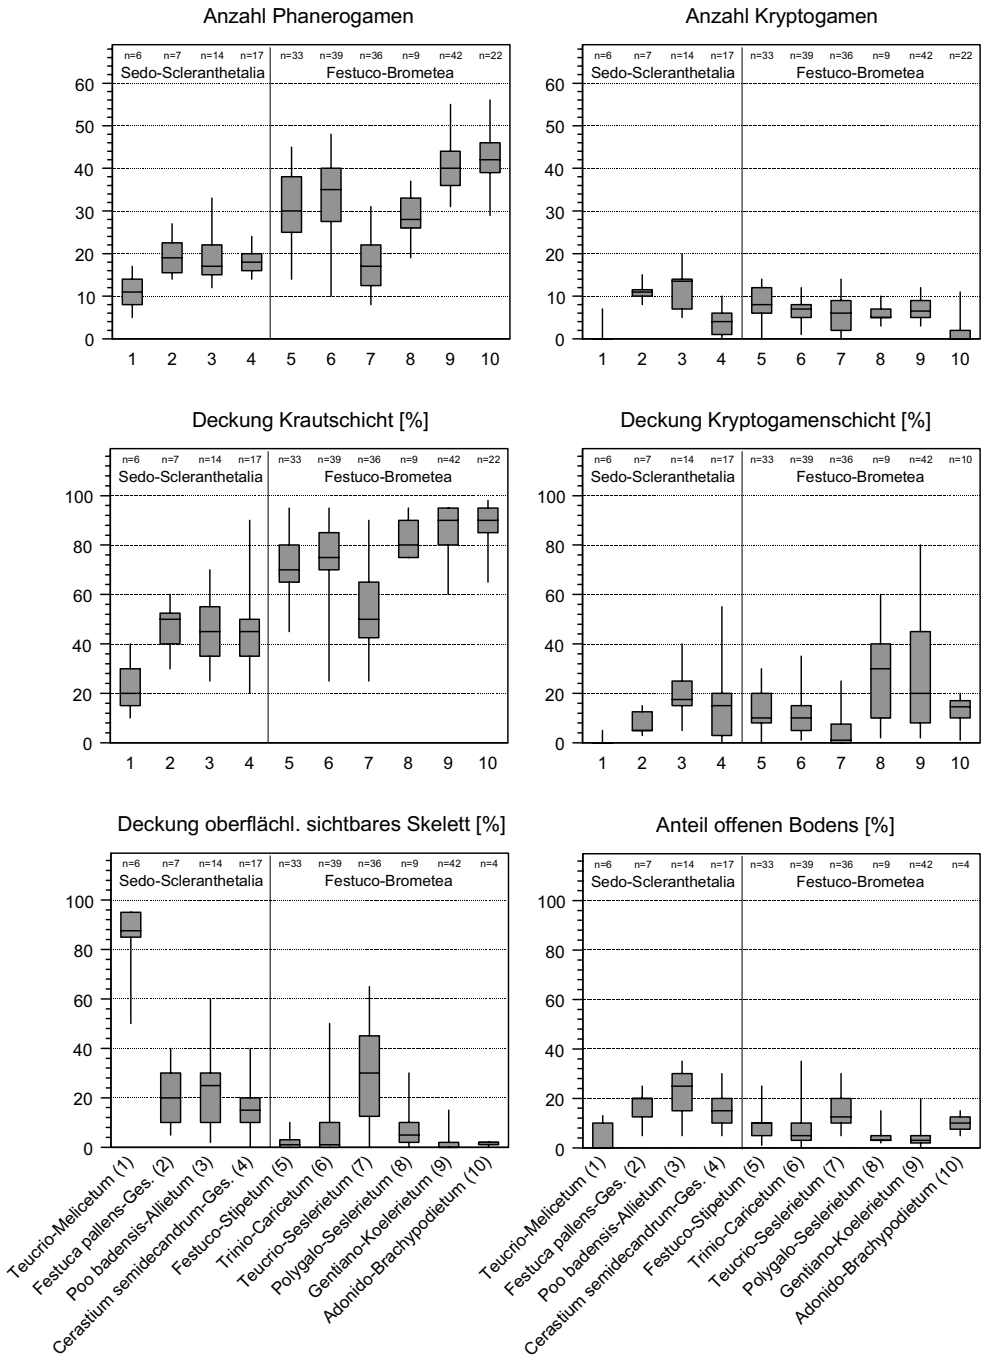 Anzahl Phanerogamen
n=6 n=7 n=14 n=17 n=33 n=39 n=36 n=9 n=42 n=22
Sedo-Scleranthetalia Festuco-Brometea
60
50
40
30
20
10
0
1 2 3 4 5 6 7 8 9 10
Anzahl Kryptogamen
n=6 n=7 n=14 n=17 n=33 n=39 n=36 n=9 n=42 n=22
Sedo-Scleranthetalia Festuco-Brometea
60
50
40
30
20
10
0
1 2 3 4 5 6 7 8 9 10
Deckung Krautschicht [%]
n=6 n=7 n=14 n=17 n=33 n=39 n=36 n=9 n=42 n=22
Sedo-Scleranthetalia Festuco-Brometea
100
80
60
40
20
0
1 2 3 4 5 6 7 8 9 10
Deckung Kryptogamenschicht [%]
n=6 n=7 n=14 n=17 n=33 n=39 n=36 n=9 n=42 n=10
Sedo-Scleranthetalia Festuco-Brometea
100
80
60
40
20
0
1 2 3 4 5 6 7 8 9 10
Deckung oberflächl. sichtbares Skelett [%]
n=6 n=7 n=14 n=17 n=33 n=39 n=36 n=9 n=42 n=4
Sedo-Scleranthetalia Festuco-Brometea
100
80
60
40
20
0
Teucrio-Melicetum (1)
Festuca pallens-Ges. (2)
Poo badensis-Allietum (3)
Cerastium semidecandrum-Ges. (4)
Festuco-Stipetum (5)
Trinio-Caricetum (6)
Teucrio-Seslerietum (7)
Polygalo-Seslerietum (8)
Gentiano-Koelerietum (9)
Adonido-Brachypodietum (10)
Anteil offenen Bodens [%]
n=6 n=7 n=14 n=17 n=33 n=39 n=36 n=9 n=42 n=4
Sedo-Scleranthetalia Festuco-Brometea
100
80
60
40
20
0
Teucrio-Melicetum (1)
Festuca pallens-Ges. (2)
Poo badensis-Allietum (3)
Cerastium semidecandrum-Ges. (4)
Festuco-Stipetum (5)
Trinio-Caricetum (6)
Teucrio-Seslerietum (7)
Polygalo-Seslerietum (8)
Gentiano-Koelerietum (9)
Adonido-Brachypodietum (10)